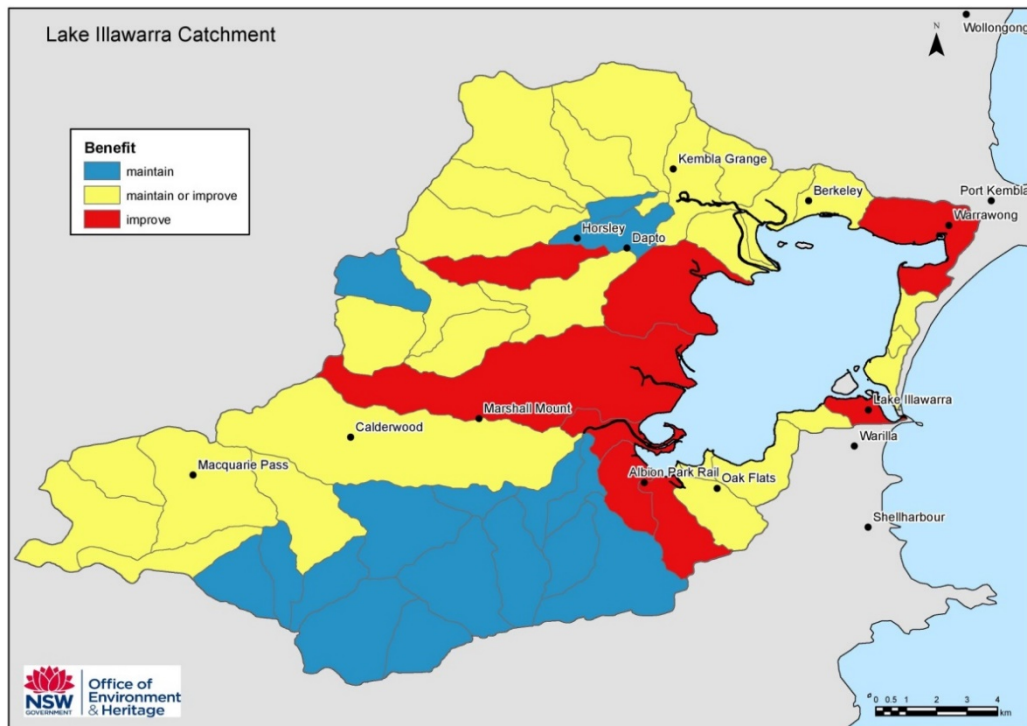 Lake Illawarra Catchment
N
Wollongong
Benefit
maintain
maintain or improve
improve
Kembla Grange
Berkeley
Port Kembla
Warrawong
Horsley
Dapto
Lake Illawarra
Marshall Mount
Calderwood
Warilla
Macquarie Pass
Albion Park Rail
Oak Flats
Shellharbour
NSW
GOVERNMENT
Office of
Environment
& Heritage
0 0.5 1 2 3 4
km